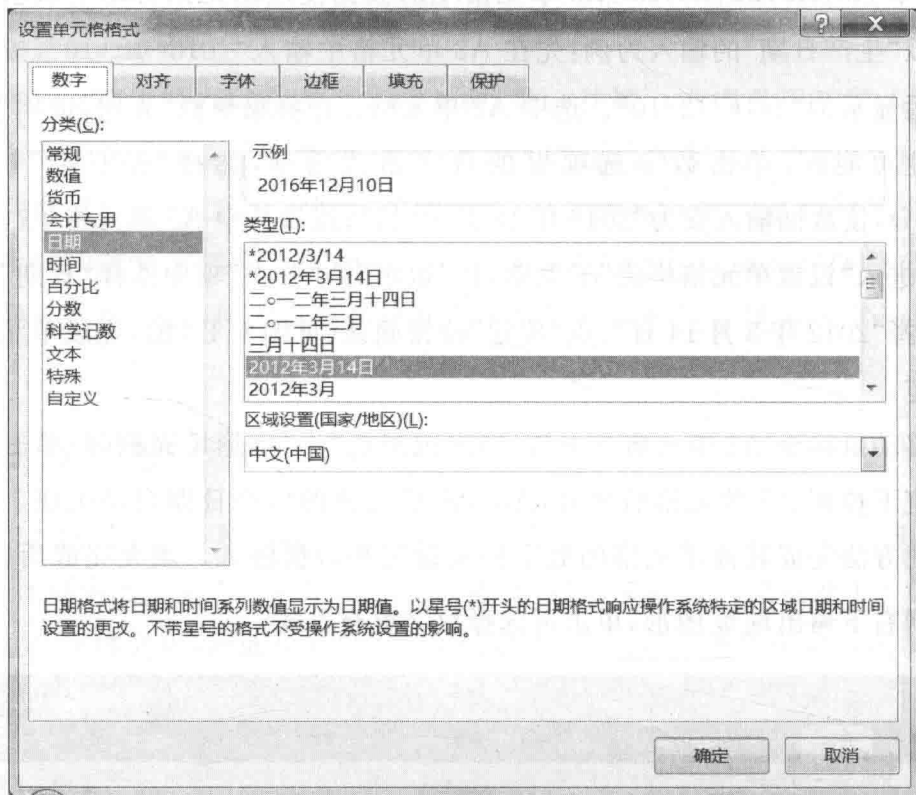 设置单元格格式
数字 对齐 字体 边框 填充 保护
分类(C):
常规
数值
货币
会计专用
日期
时间
百分比
分数
科学记数
文本
特殊
自定义
示例
2016年12月10日
类型(T):
*2012/3/14
*2012年3月14日
二○一二年三月十四日
二○一二年三月
三月十四日
2012年3月14日
2012年3月
区域设置(国家/地区)(L):
中文(中国)
日期格式将日期和时间系列数值显示为日期值。以星号(*)开头的日期格式响应操作系统特定的区域日期和时间
设置的更改。不带星号的格式不受操作系统设置的影响。
确定 取消